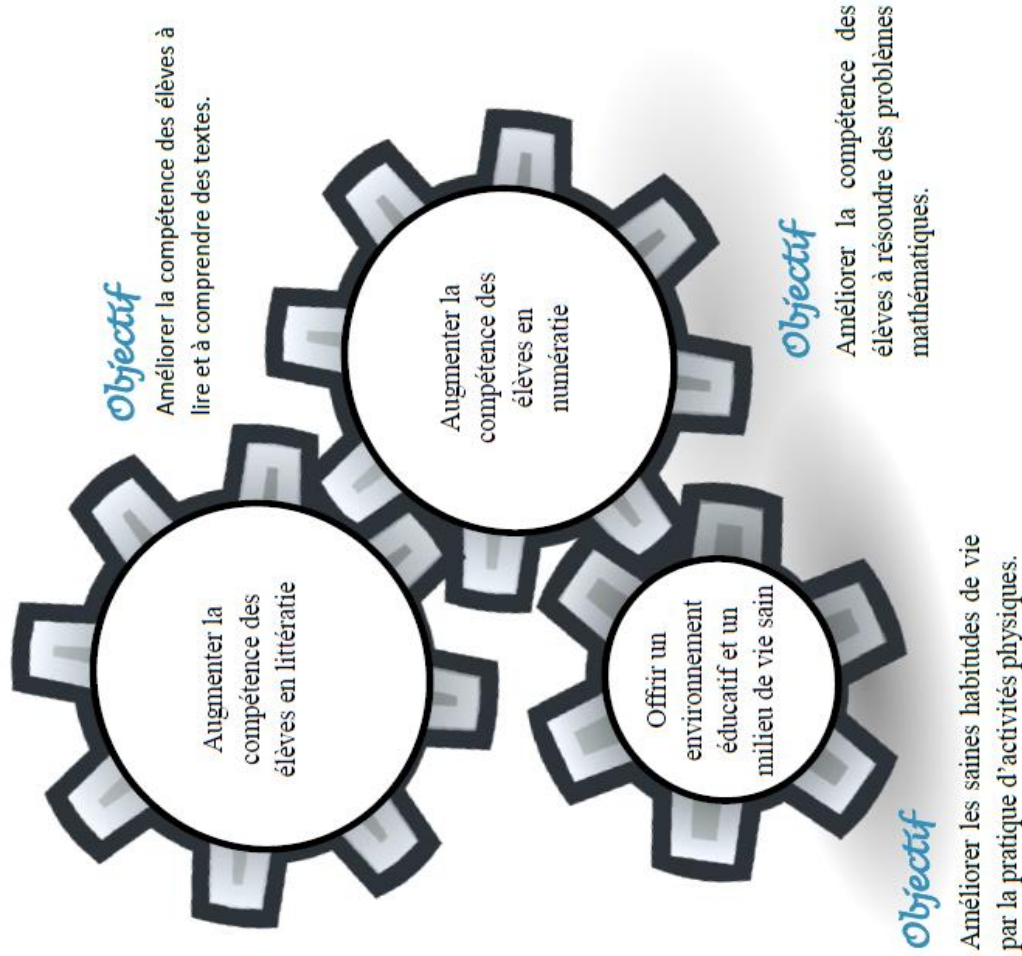 Objectif
Améliorer la compétence des élèves à
lire et à comprendre des textes.
Augmenter la
compétence des
élèves en littératie
Augmenter la
compétence des
élèves en
numératie
Offrir un
environnement
éducatif et un
milieu de vie sain
Objectif
Améliorer la compétence des
élèves à résoudre des problèmes
mathématiques.
Objectif
Améliorer les saines habitudes de vie
par la pratique d'activités physiques.